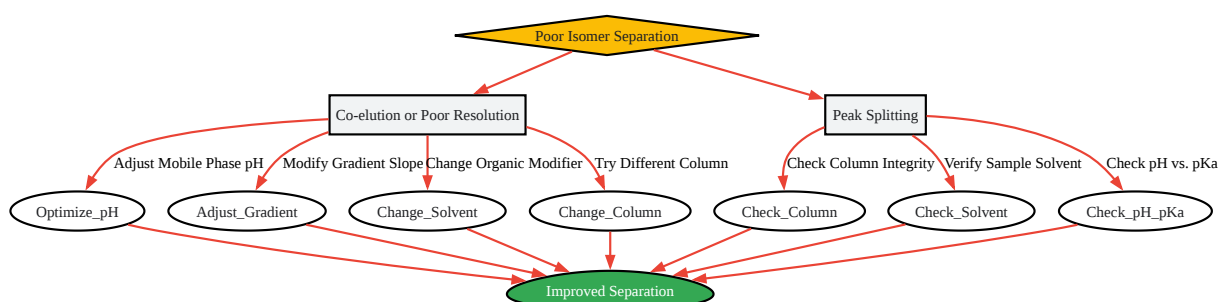 Poor Isomer Separation
Co-elution or Poor Resolution
Peak Splitting
Adjust Mobile Phase pH
Modify Gradient Slope
Change Organic Modifier
Try Different Column
Check Column Integrity
Verify Sample Solvent
Check pH vs. pKa
Optimize_pH
Adjust_Gradient
Change_Solvent
Change_Column
Check_Column
Check_Solvent
Check_pH_pKa
Improved Separation